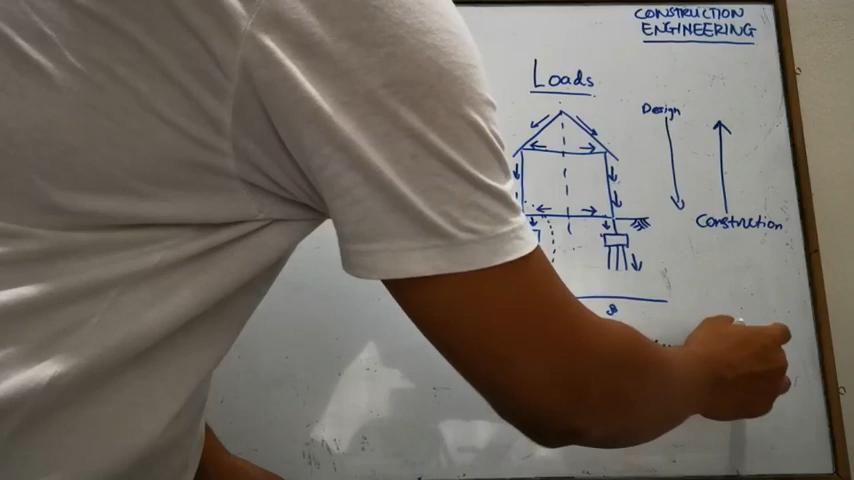 CONSTRUCTION
ENGINEERING
Loads
Design
Construction